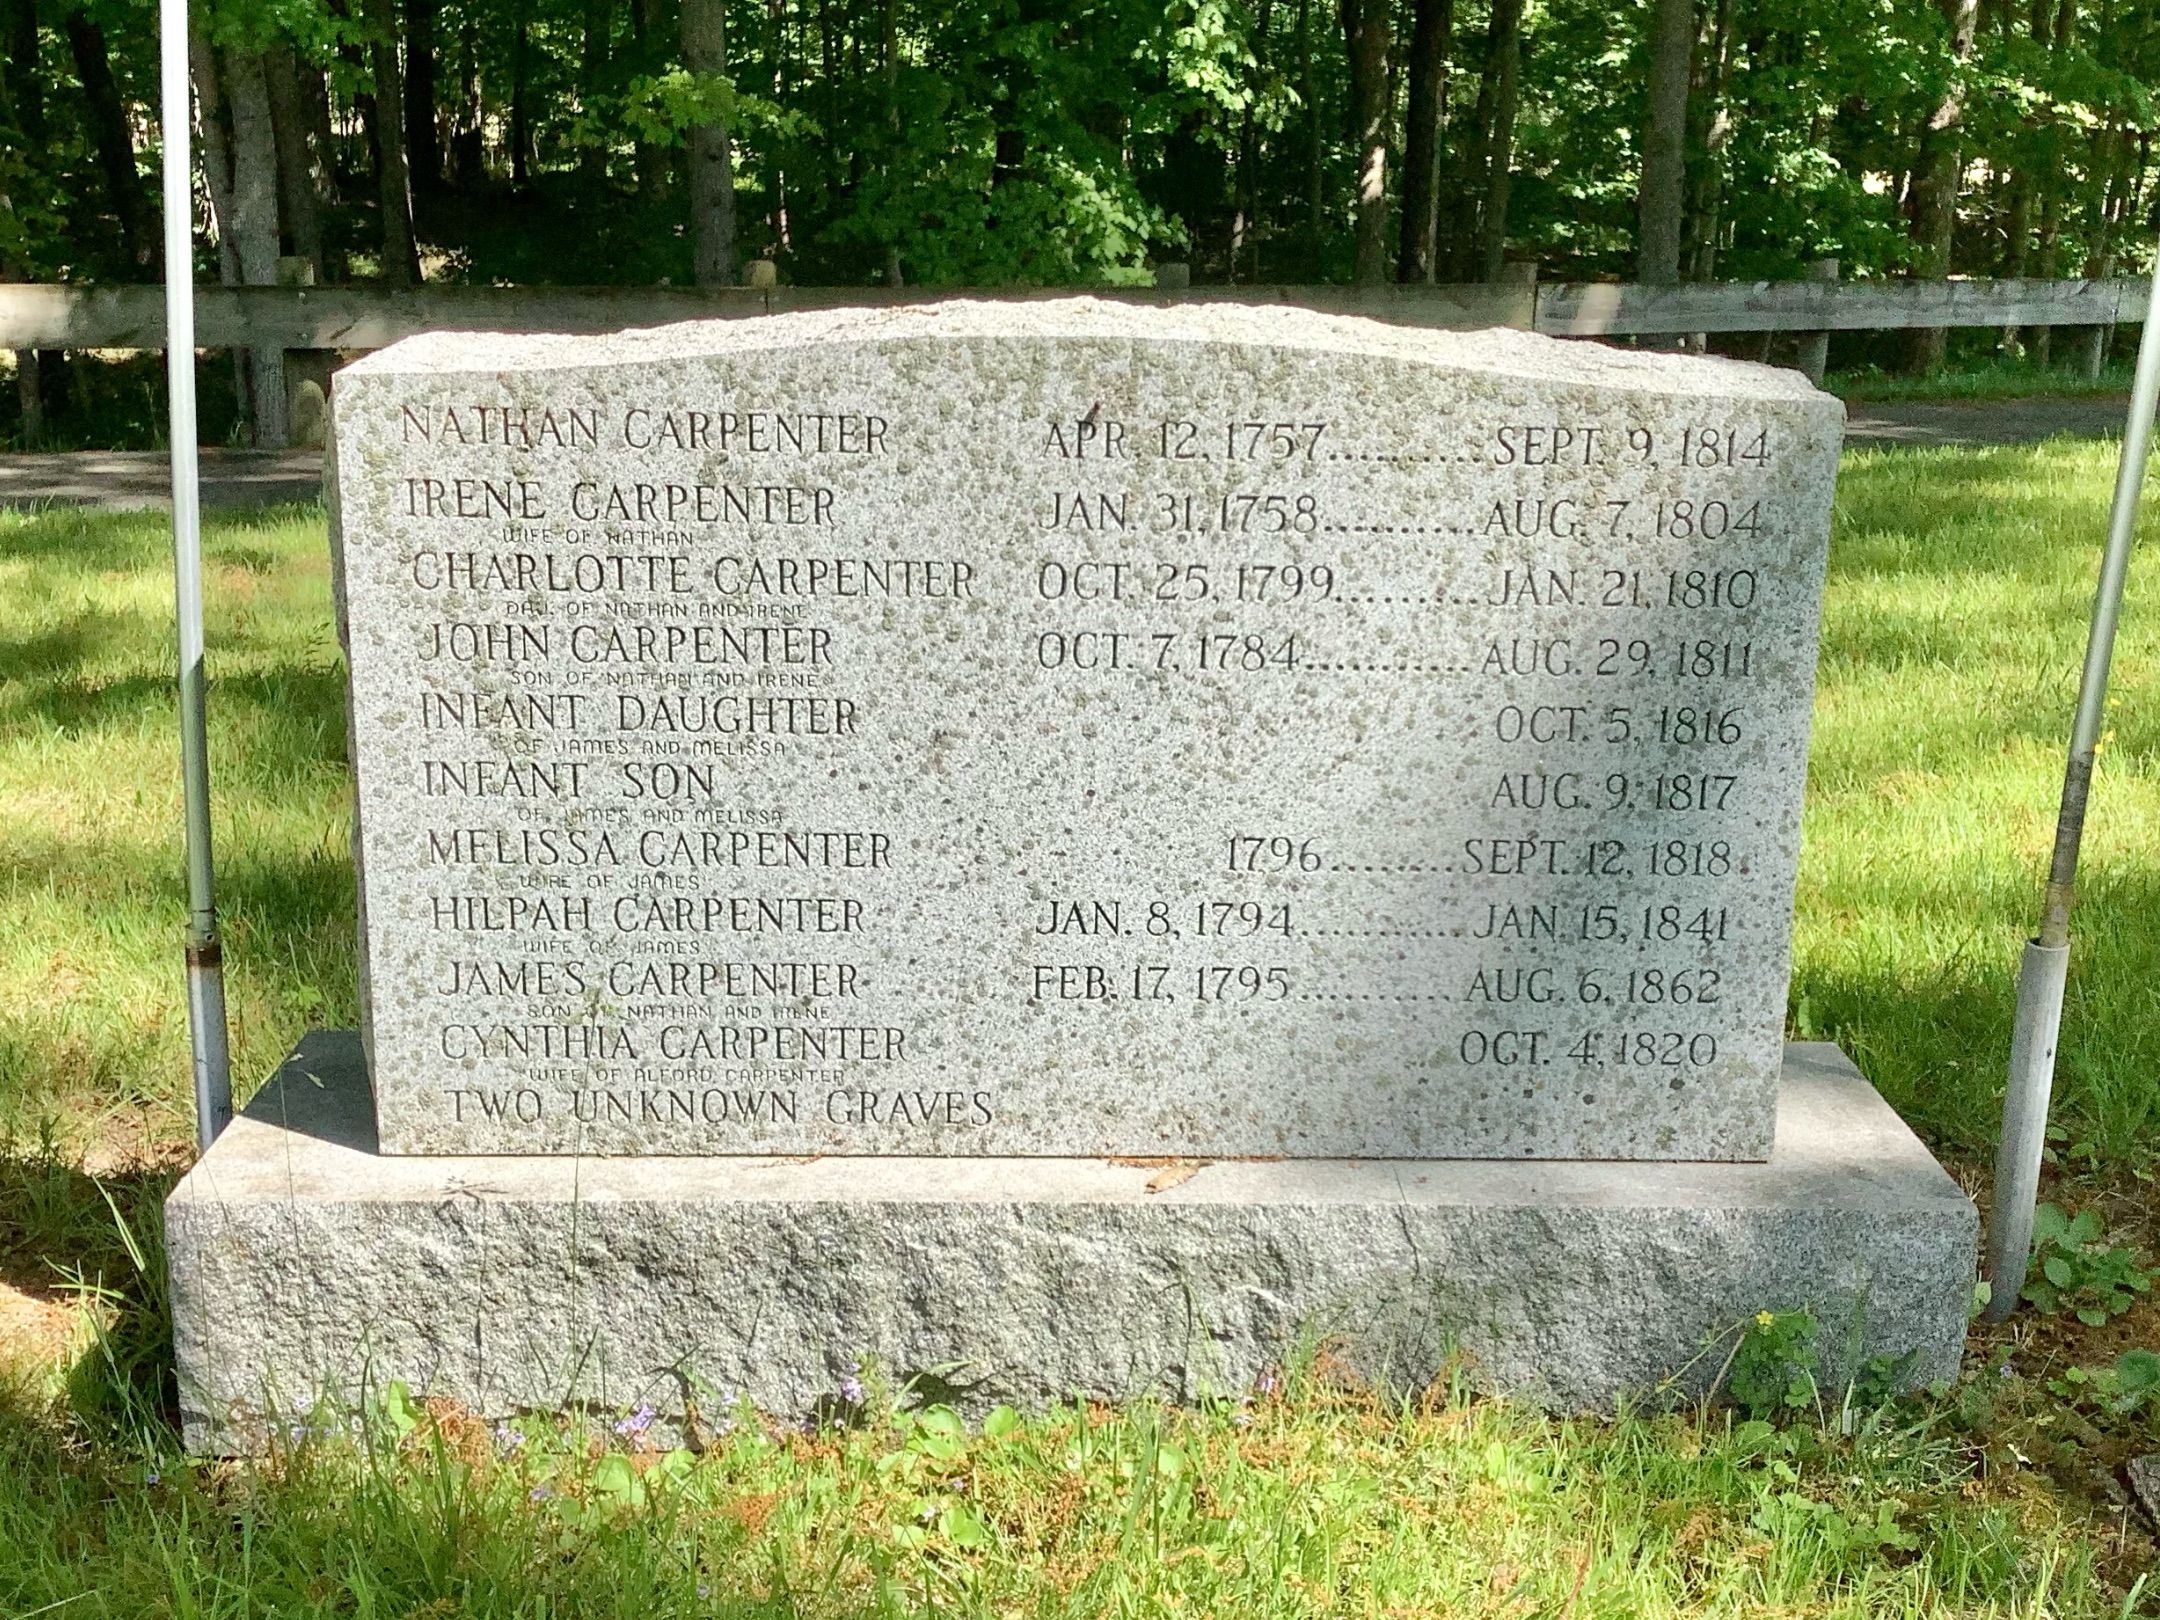 NATHAN CARPENTER APR. 12, 1757.......... SEPT. 9, 1814
IRENE CARPENTER JAN. 31, 1758.......... AUG. 7, 1804
WIFE OF NATHAN
CHARLOTTE CARPENTER OCT. 25, 1799.......... JAN. 21, 1810
DAU. OF NATHAN AND IRENE
JOHN CARPENTER OCT. 7, 1784........... AUG. 29, 1811
SON OF NATHAN AND IRENE
INFANT DAUGHTER OCT. 5, 1816
OF JAMES AND MELISSA
INFANT SON AUG. 9, 1817
OF JAMES AND MELISSA
MELISSA CARPENTER 1796......... SEPT. 12, 1818
WIFE OF JAMES
HILPAH CARPENTER JAN. 8, 1794............ JAN. 15, 1841
WIFE OF JAMES
JAMES CARPENTER FEB. 17, 1795........... AUG. 6, 1862
SON OF NATHAN AND IRENE
CYNTHIA CARPENTER OCT. 4, 1820
WIFE OF ALFORD CARPENTER
TWO UNKNOWN GRAVES